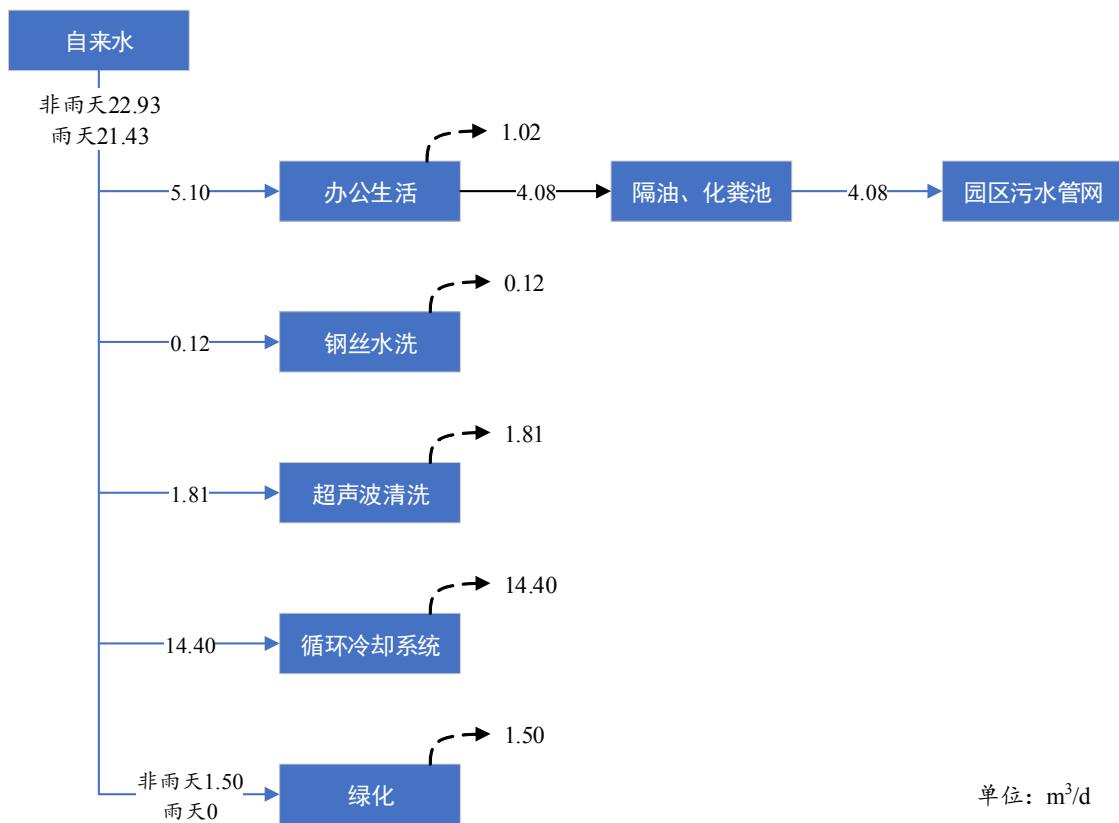 自来水
非雨天22.93
雨天21.43
1.02
5.10
办公生活
4.08
隔油、化粪池
4.08
园区污水管网
0.12
0.12
钢丝水洗
1.81
1.81
超声波清洗
14.40
14.40
循环冷却系统
1.50
非雨天1.50
雨天0
绿化
单位：m³/d